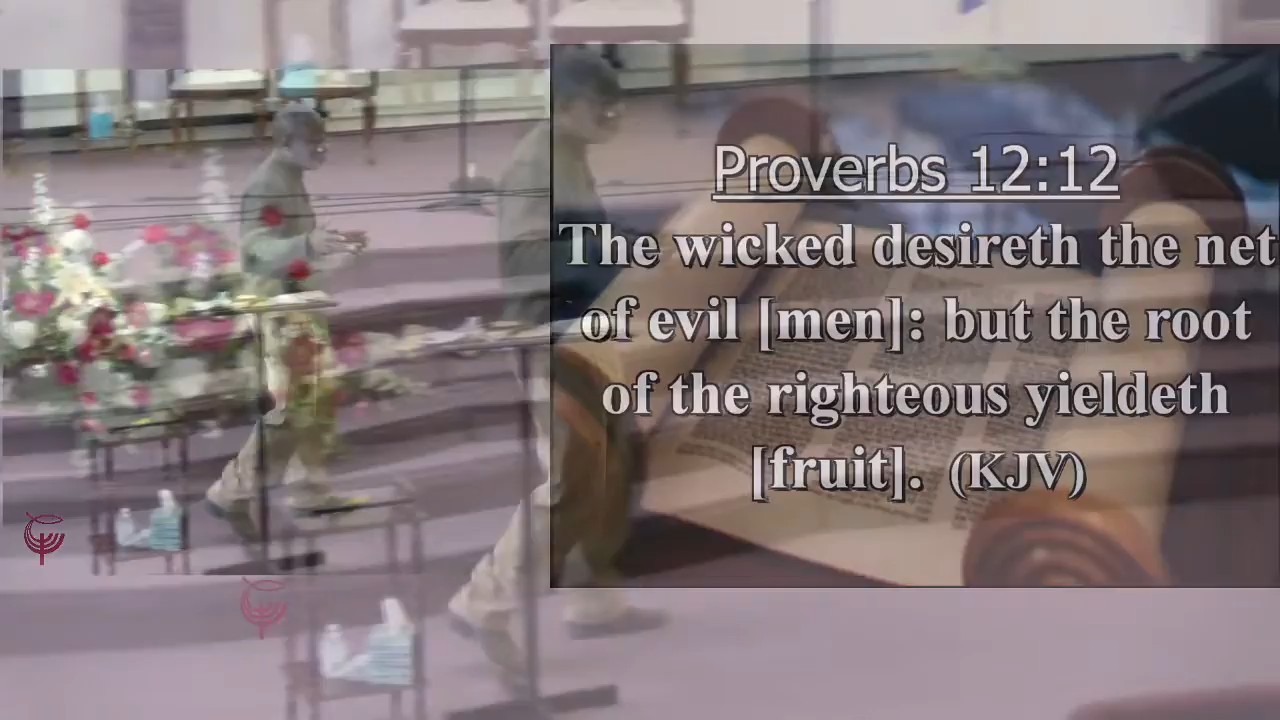 Proverbs 12:12
The wicked desireth the net
of evil [men]: but the root
of the righteous yieldeth
[fruit]. (KJV)